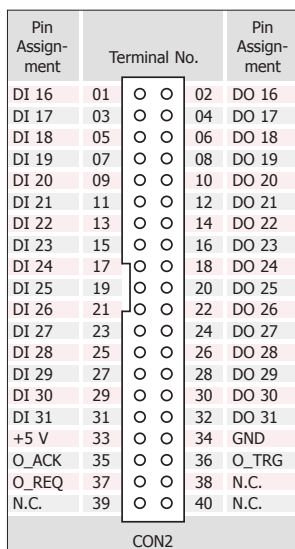 Pin Assign-ment Terminal No. Pin Assign-ment
DI 16 01 02 DO 16
DI 17 03 04 DO 17
DI 18 05 06 DO 18
DI 19 07 08 DO 19
DI 20 09 10 DO 20
DI 21 11 12 DO 21
DI 22 13 14 DO 22
DI 23 15 16 DO 23
DI 24 17 18 DO 24
DI 25 19 20 DO 25
DI 26 21 22 DO 26
DI 27 23 24 DO 27
DI 28 25 26 DO 28
DI 29 27 28 DO 29
DI 30 29 30 DO 30
DI 31 31 32 DO 31
+5 V 33 34 GND
O_ACK 35 36 O_TRG
O_REQ 37 38 N.C.
N.C. 39 40 N.C.
CON2